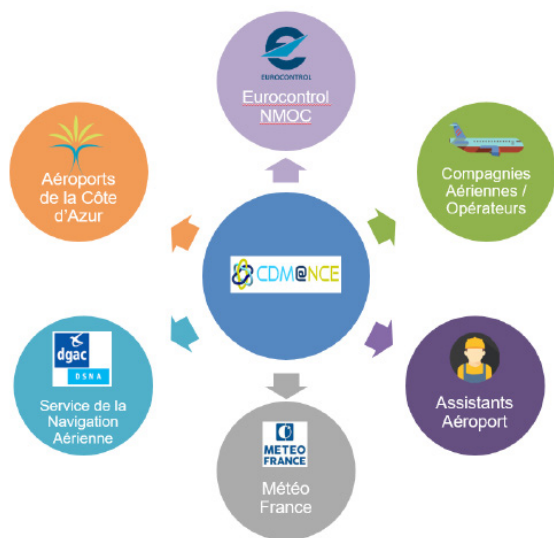 EUROCONTROL
Eurocontrol
NMOC
Aéroports
de la Côte
d'Azur
Compagnies
Aériennes /
Opérateurs
CDM@NCE
dgac
DSNA
Service de la
Navigation
Aérienne
Assistants
Aéroport
METEO
FRANCE
Météo
France